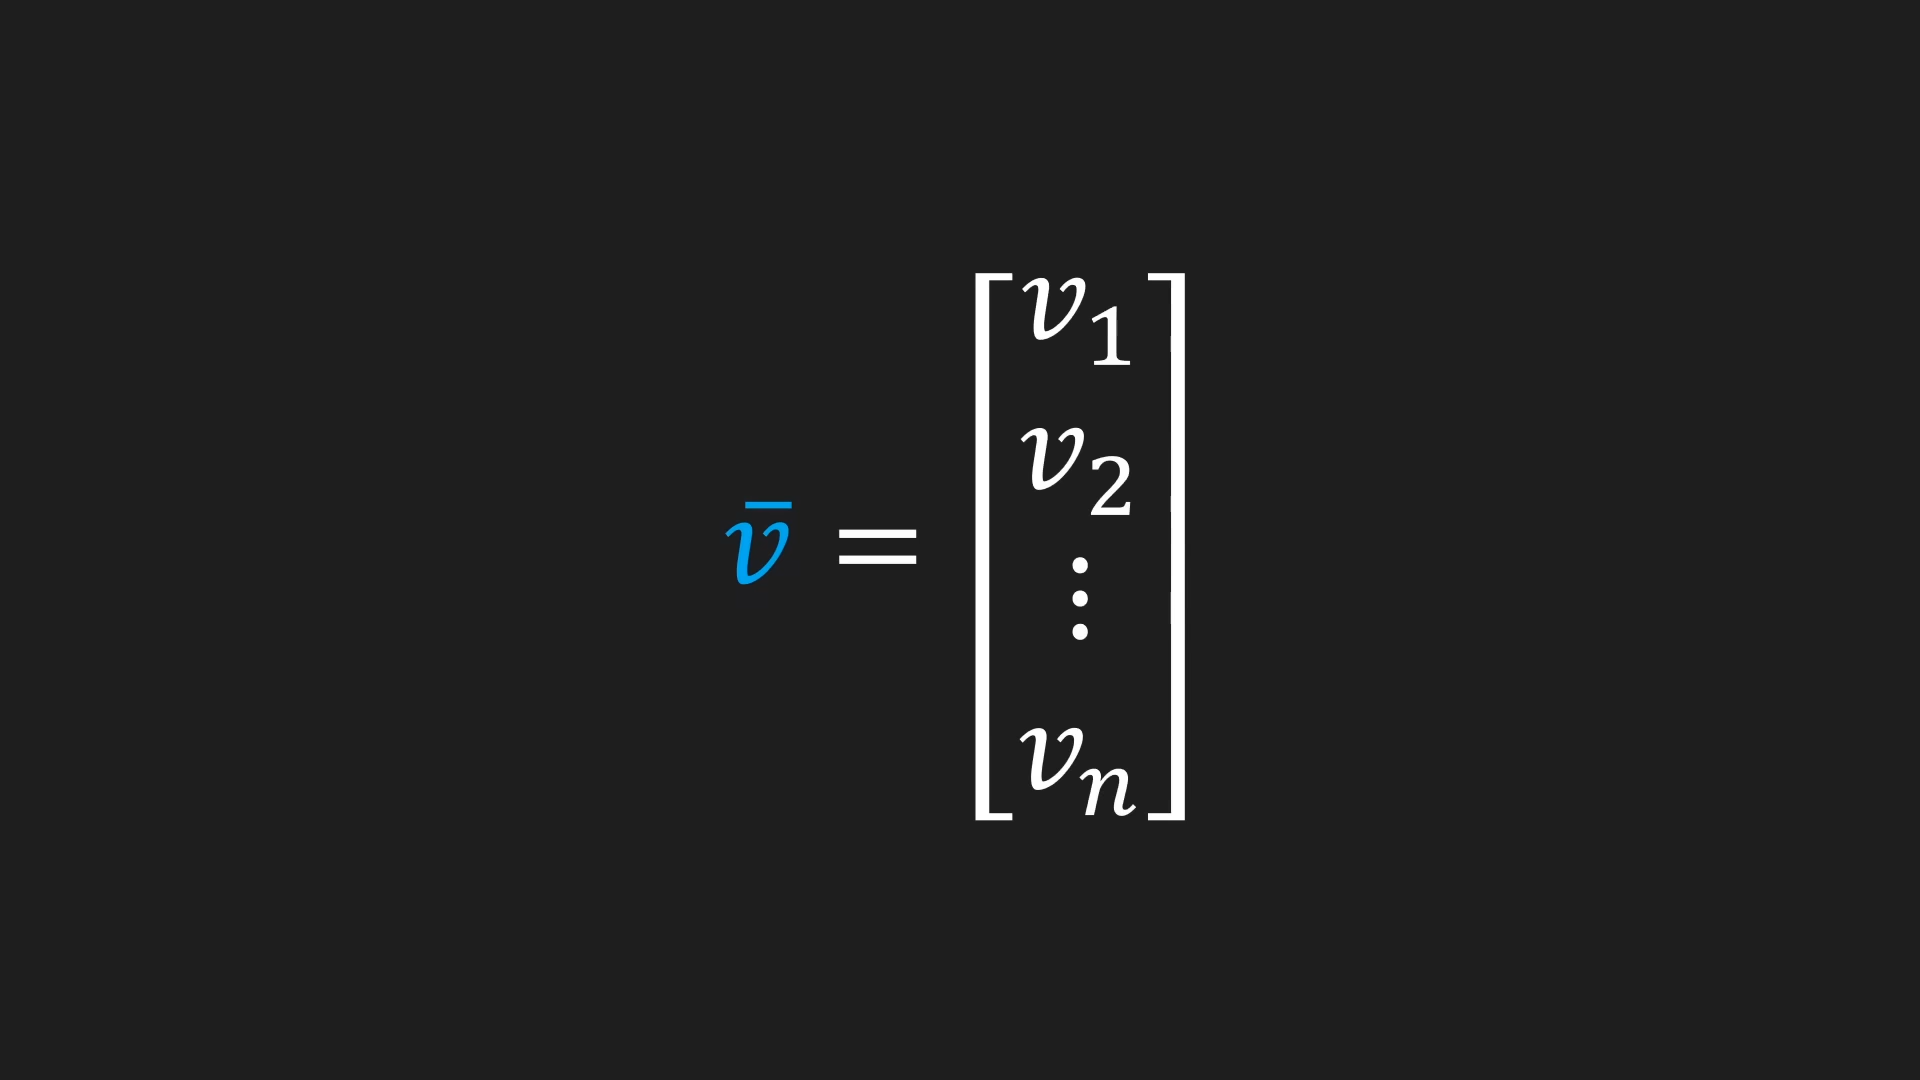 v̄ = [v₁
v₂
⋮
vₙ]